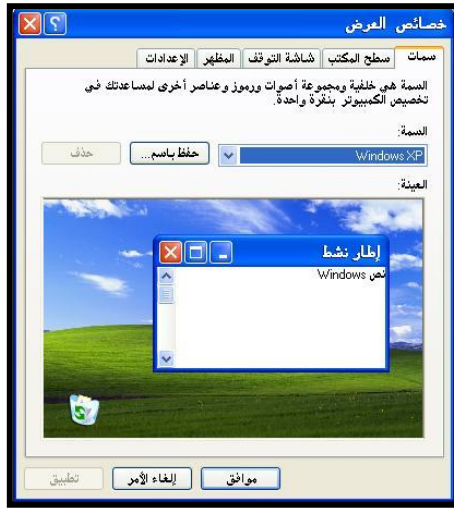 خصائص العرض
سمات
سطح المكتب
شاشة التوقف
المظهر
الإعدادات
السمة هي خلفية ومجموعة أصوات ورموز وعناصر أخرى لمساعدتك في
تخصيص الكمبيوتر بنقرة واحدة.
السمة:
Windows XP
حفظ باسم...
حذف
العينة:
إطار نشط
نص Windows
موافق
إلغاء الأمر
تطبيق